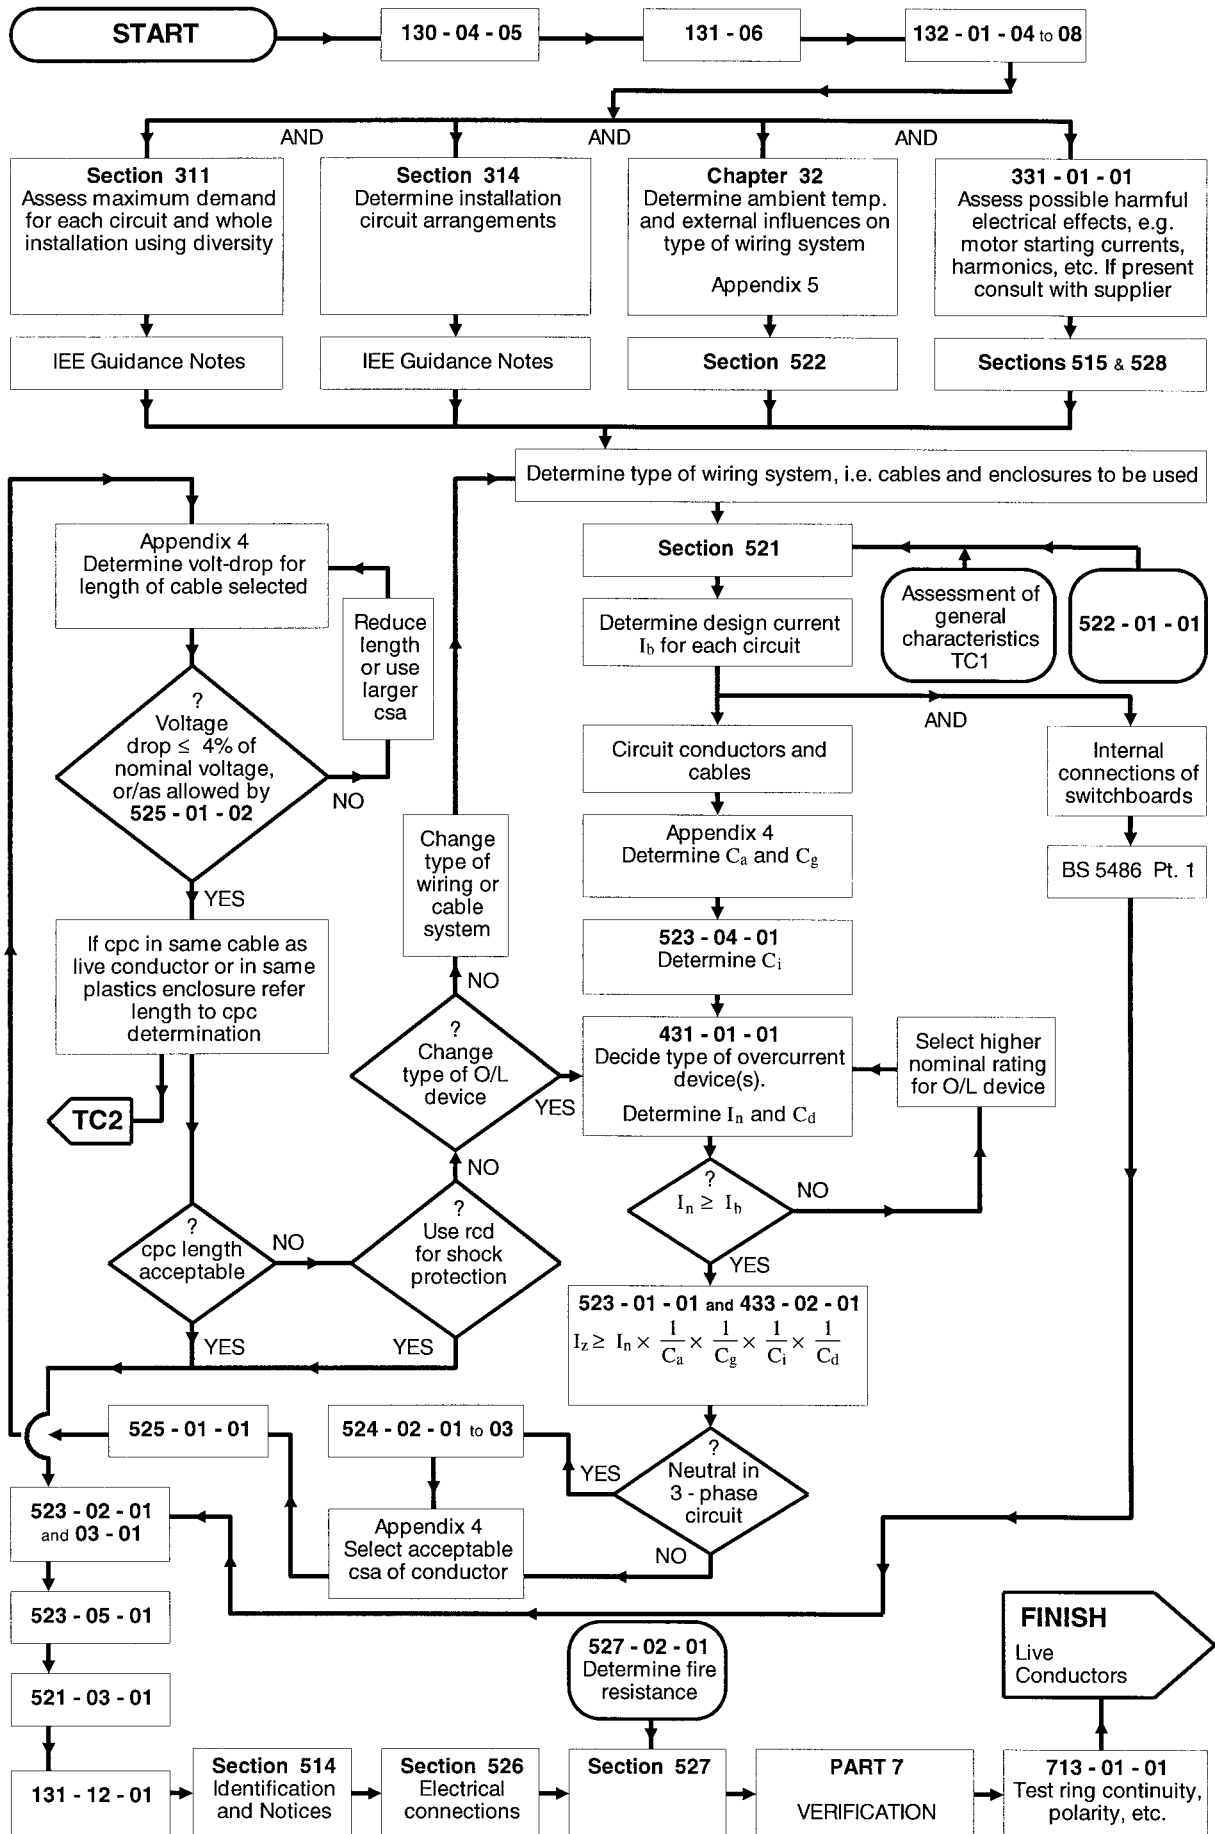 START
130 - 04 - 05
131 - 06
132 - 01 - 04 to 08
AND
AND
AND
Section 311
Assess maximum demand
for each circuit and whole
installation using diversity
Section 314
Determine installation
circuit arrangements
Chapter 32
Determine ambient temp.
and external influences on
type of wiring system
Appendix 5
331 - 01 - 01
Assess possible harmful
electrical effects, e.g.
motor starting currents,
harmonics, etc. If present
consult with supplier
IEE Guidance Notes
IEE Guidance Notes
Section 522
Sections 515 & 528
Determine type of wiring system, i.e. cables and enclosures to be used
Appendix 4
Determine volt-drop for
length of cable selected
Reduce
length
or use
larger
csa
?
Voltage
drop ≤ 4% of
nominal voltage,
or/as allowed by
525 - 01 - 02
NO
YES
If cpc in same cable as
live conductor or in same
plastics enclosure refer
length to cpc
determination
TC2
?
cpc length
acceptable
NO
YES
Change
type of
wiring or
cable
system
NO
?
Change
type of O/L
device
YES
NO
?
Use rcd
for shock
protection
YES
Section 521
Assessment of
general
characteristics
TC1
522 - 01 - 01
Determine design current
Ib for each circuit
AND
Circuit conductors and
cables
Internal
connections of
switchboards
Appendix 4
Determine Ca and Cg
BS 5486 Pt. 1
523 - 04 - 01
Determine Ci
431 - 01 - 01
Decide type of overcurrent
device(s).
Determine In and Cd
Select higher
nominal rating
for O/L device
?
In ≥ Ib
NO
YES
523 - 01 - 01 and 433 - 02 - 01
Iz ≥ In × 1/Ca × 1/Cg × 1/Ci × 1/Cd
?
Neutral in
3 - phase
circuit
YES
NO
525 - 01 - 01
524 - 02 - 01 to 03
Appendix 4
Select acceptable
csa of conductor
523 - 02 - 01
and 03 - 01
523 - 05 - 01
521 - 03 - 01
131 - 12 - 01
Section 514
Identification
and Notices
Section 526
Electrical
connections
527 - 02 - 01
Determine fire
resistance
Section 527
PART 7
VERIFICATION
713 - 01 - 01
Test ring continuity,
polarity, etc.
FINISH
Live
Conductors